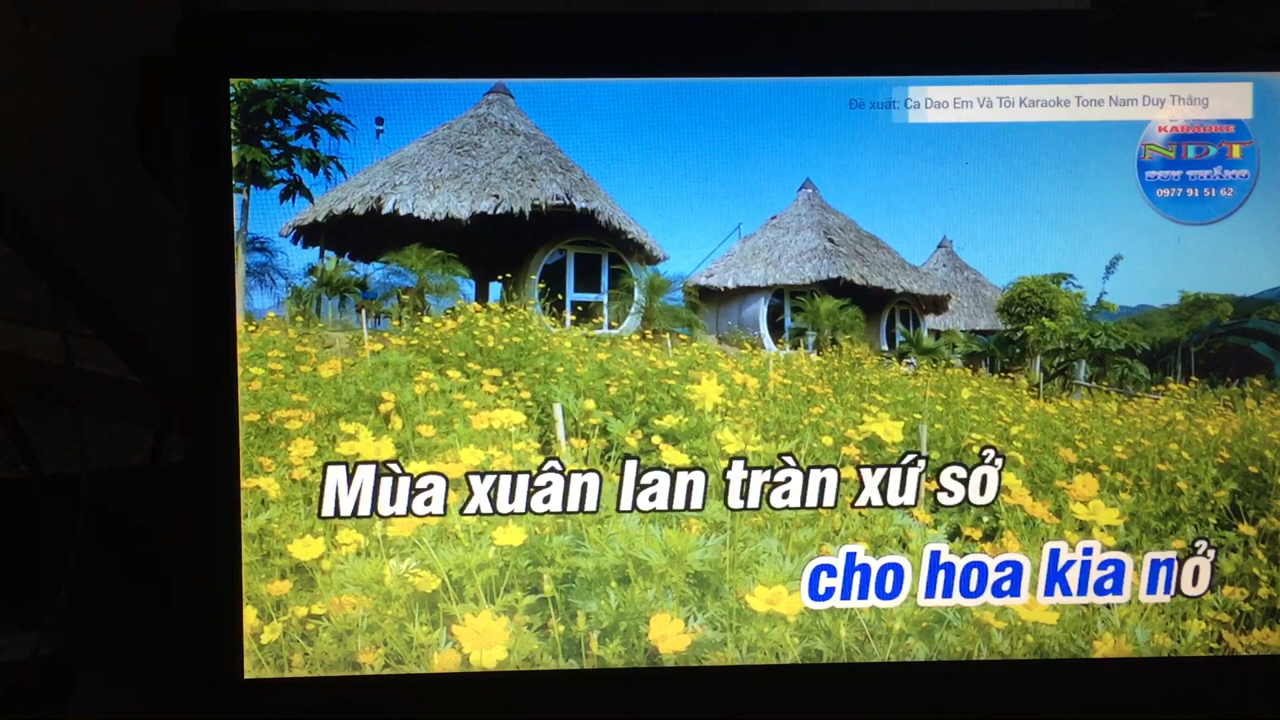 Đề xuất: Ca Dao Em Và Tôi Karaoke Tone Nam Duy Thắng
KARAOKE
NDT
DUY THẮNG
0977 91 51 62
Mùa xuân lan tràn xứ sở
cho hoa kia nở